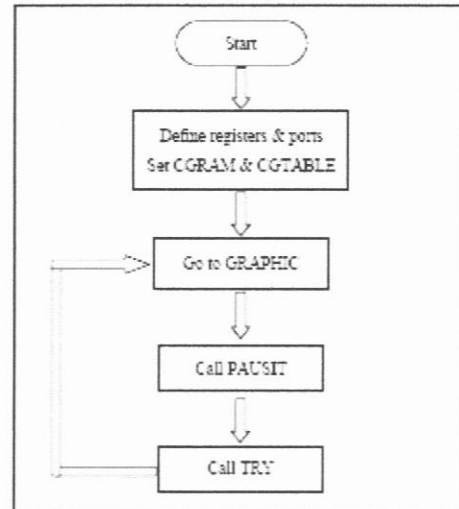 Start
Define registers & ports
Set CGRAM & CGTABLE
Go to GRAPHIC
Call PAUSIT
Call TRY